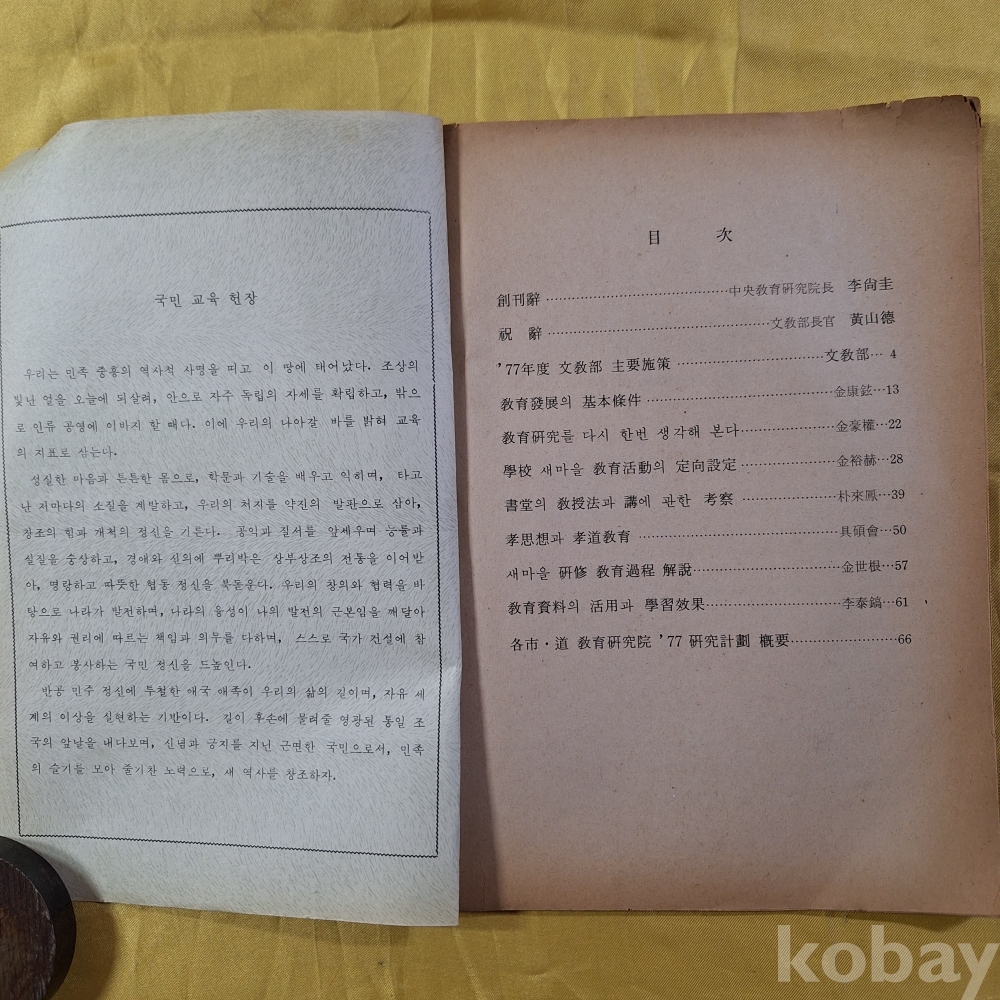 국민 교육 헌장
우리는 민족 중흥의 역사적 사명을 띠고 이 땅에 태어났다. 조상의
빛난 얼을 오늘에 되살려, 안으로 자주 독립의 자세를 확립하고, 밖으
로 인류 공영에 이바지 할 때다. 이에 우리의 나아갈 바를 밝혀 교육
의 지표로 삼는다.
성실한 마음과 튼튼한 몸으로, 학문과 기술을 배우고 익히며, 타고
난 저마다의 소질을 계발하고, 우리의 처지를 약진의 발판으로 삼아,
창조의 힘과 개척의 정신을 기른다. 공익과 질서를 앞세우며 능률과
실질을 숭상하고, 경애와 신의에 뿌리박은 상부상조의 전통을 이어받
아, 명랑하고 따뜻한 협동 정신을 북돋운다. 우리의 창의와 협력을 바
탕으로 나라가 발전하며, 나라의 융성이 나의 발전의 근본임을 깨달아
자유와 권리에 따르는 책임과 의무를 다하며, 스스로 국가 건설에 참
여하고 봉사하는 국민 정신을 드높인다.
반공 민주 정신에 투철한 애국 애족이 우리의 삶의 길이며, 자유 세
계의 이상을 실현하는 기반이다. 길이 후손에 물려줄 영광된 통일 조
국의 앞날을 내다보며, 신념과 긍지를 지닌 근면한 국민으로서, 민족
의 슬기를 모아 줄기찬 노력으로, 새 역사를 창조하자.
目 次
創刊辭 ⋯⋯ 中央敎育硏究院長 李尙圭
祝 辭 ⋯⋯ 文敎部長官 黃山德
'77年度 文敎部 主要施策 ⋯⋯ 文敎部⋯ 4
敎育發展의 基本條件 ⋯⋯ 金康鉉⋯13
敎育硏究를 다시 한번 생각해 본다 ⋯⋯ 金豪權⋯22
學校 새마을 敎育活動의 定向設定 ⋯⋯ 金裕赫⋯28
書堂의 敎授法과 講에 관한 考察 ⋯⋯ 朴來鳳⋯39
孝思想과 孝道敎育 ⋯⋯ 具碩會⋯50
새마을 硏修 敎育過程 解說 ⋯⋯ 金世根⋯57
敎育資料의 活用과 學習效果 ⋯⋯ 李泰鎬⋯61
各市·道 敎育硏究院 '77 硏究計劃 槪要 ⋯⋯ 66
kobay